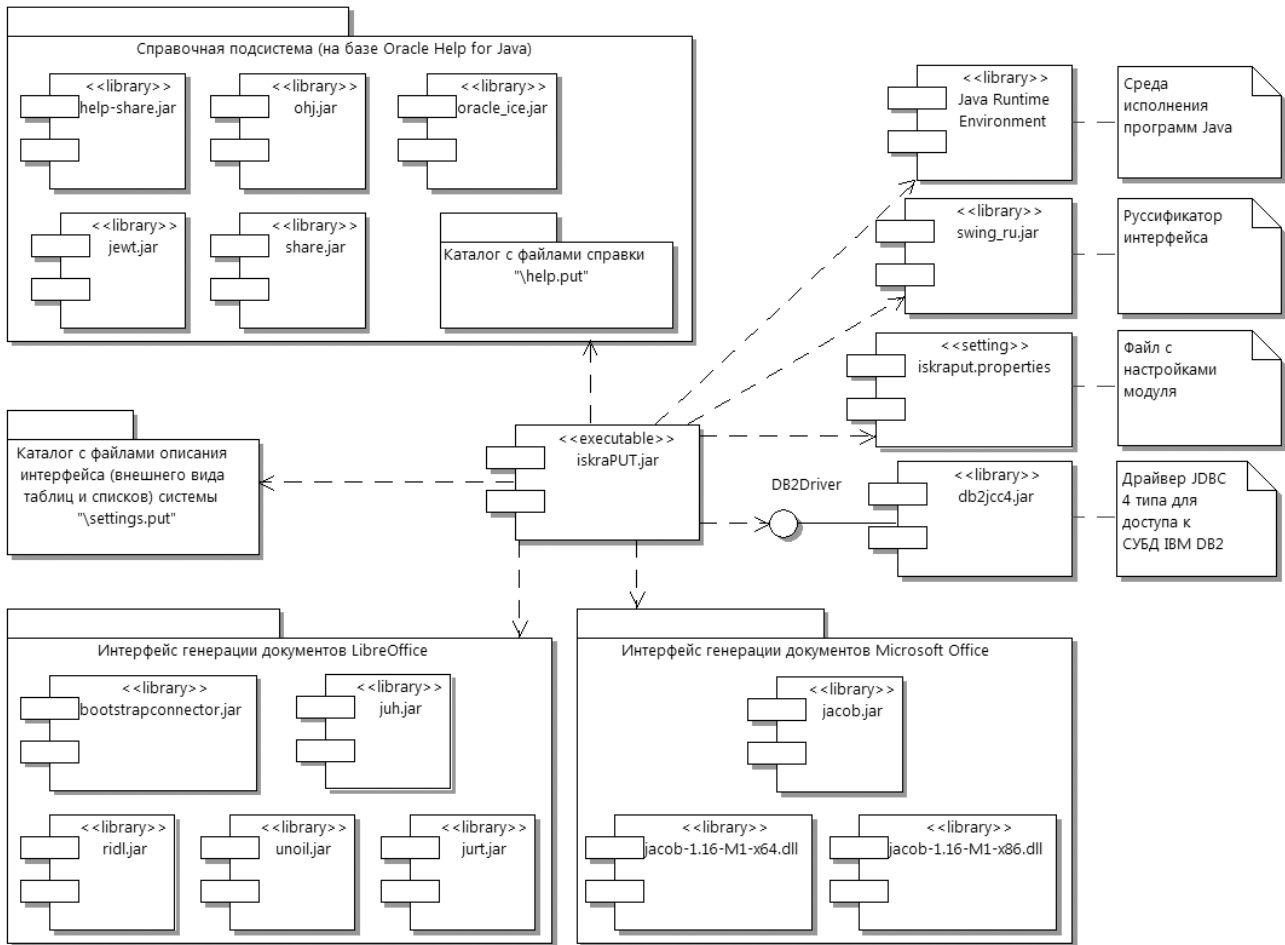 Справочная подсистема (на базе Oracle Help for Java)
<<library>>
help-share.jar
<<library>>
ohj.jar
<<library>>
oracle_ice.jar
<<library>>
jewt.jar
<<library>>
share.jar
Каталог с файлами справки
"\help.put"
<<library>>
Java Runtime
Environment
Среда
исполнения
программ Java
<<library>>
swing_ru.jar
Руссификатор
интерфейса
<<setting>>
iskraput.properties
Файл с
настройками
модуля
Каталог с файлами описания
интерфейса (внешнего вида
таблиц и списков) системы
"\settings.put"
<<executable>>
iskraPUT.jar
DB2Driver
<<library>>
db2jcc4.jar
Драйвер JDBC
4 типа для
доступа к
СУБД IBM DB2
Интерфейс генерации документов LibreOffice
<<library>>
bootstrapconnector.jar
<<library>>
juh.jar
<<library>>
ridl.jar
<<library>>
unoil.jar
<<library>>
jurt.jar
Интерфейс генерации документов Microsoft Office
<<library>>
jacob.jar
<<library>>
jacob-1.16-M1-x64.dll
<<library>>
jacob-1.16-M1-x86.dll